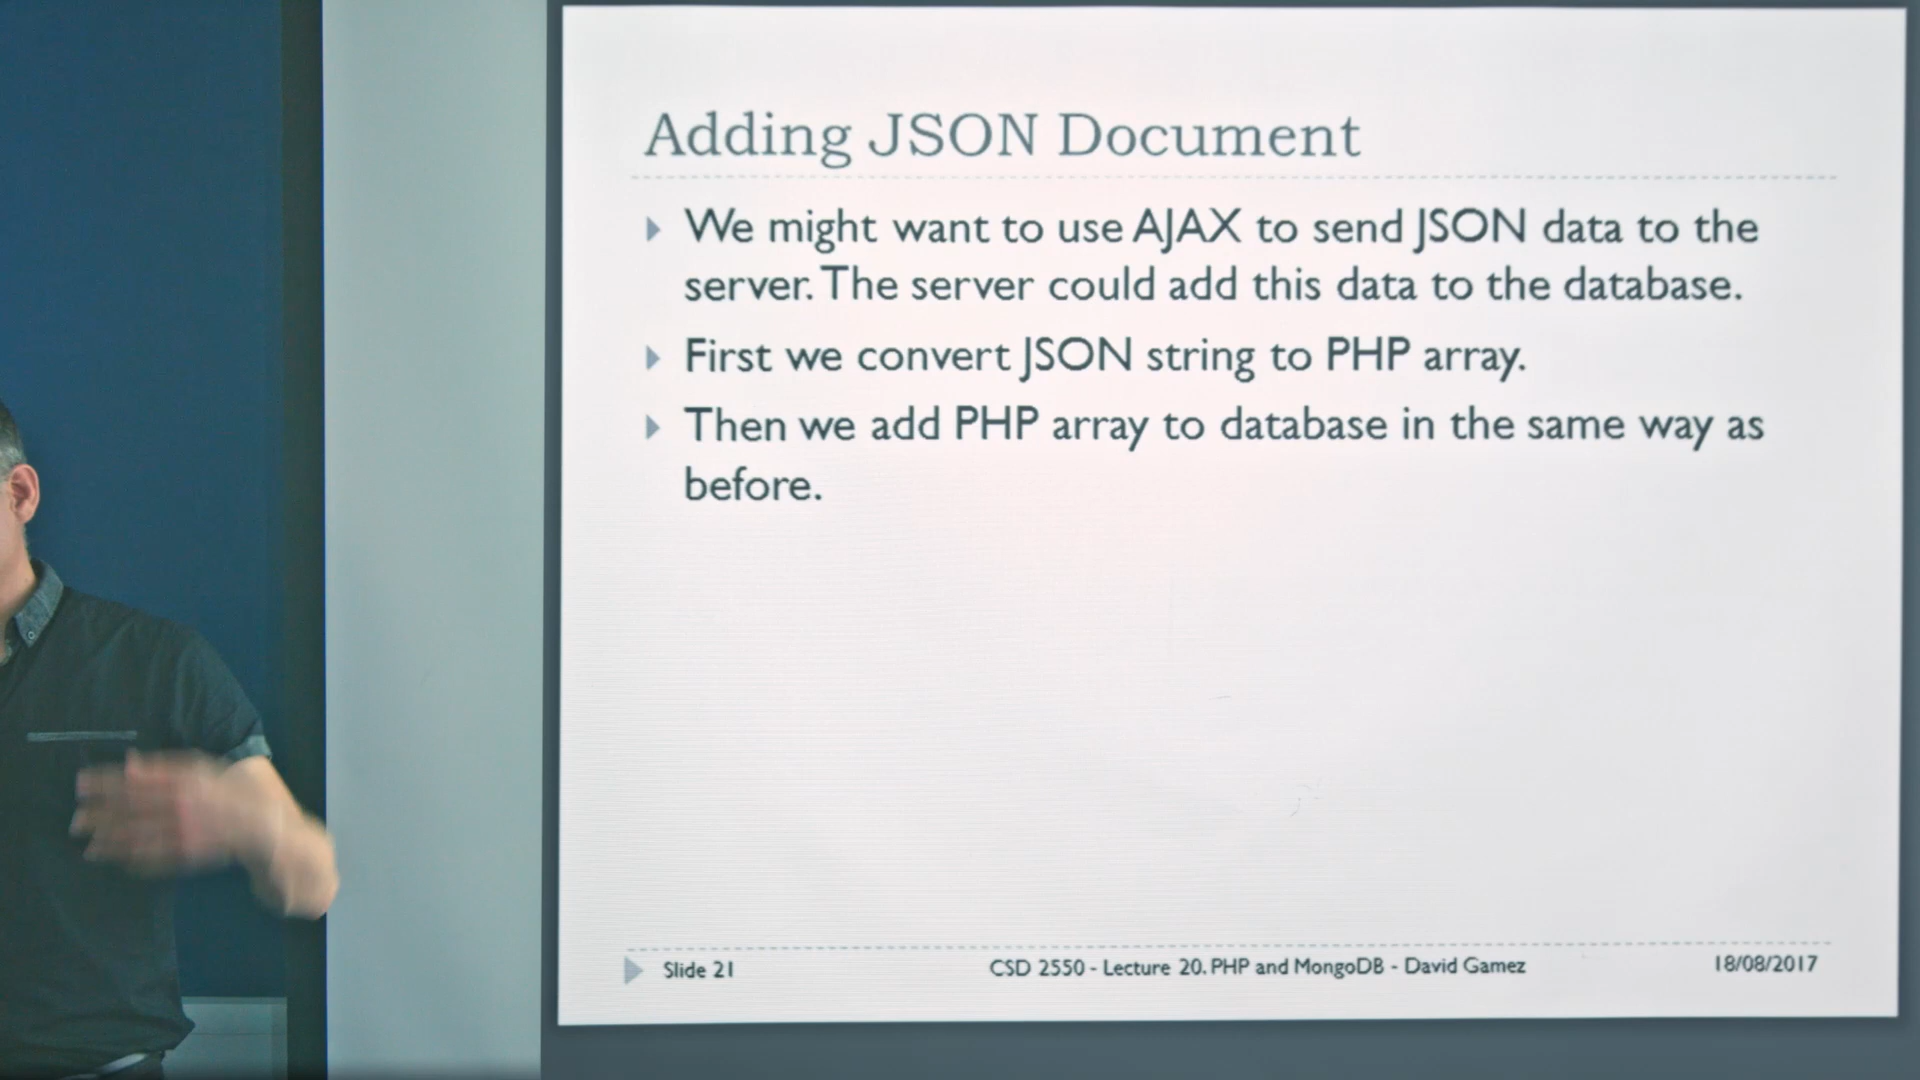 Adding JSON Document
We might want to use AJAX to send JSON data to the
server. The server could add this data to the database.
First we convert JSON string to PHP array.
Then we add PHP array to database in the same way as
before.
Slide 21
CSD 2550 - Lecture 20. PHP and MongoDB - David Gamez
18/08/2017